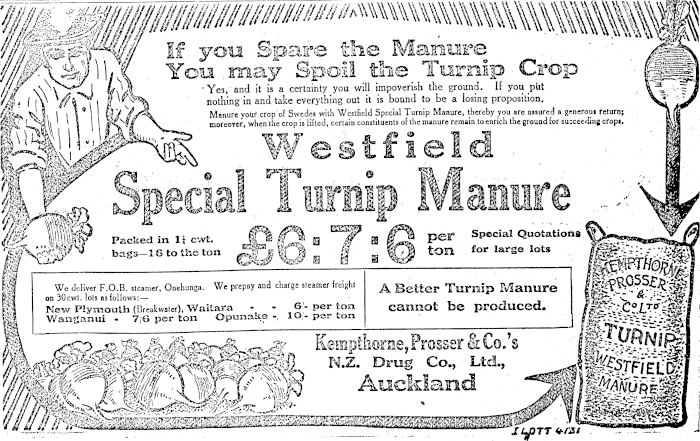 If you Spare the Manure
You may Spoil the Turnip Crop
Yes, and it is a certainty you will impoverish the ground. If you put
nothing in and take everything out it is bound to be a losing proposition,
Manure your crop of Swedes with Westfield Special Turnip Manure, thereby you are assured a generous return;
moreover, when the crop is lifted, certain constituents of the manure remain to enrich the ground for succeeding crops.
Westfield
Special Turnip Manure
Packed in 1¼ cwt.
bags—16 to the ton
£6:7:6
per
ton
Special Quotations
for large lots
We deliver F.O.B. steamer, Onehunga. We prepay and charge steamer freight
on 30cwt. lots as follows:—
New Plymouth (Breakwater), Waitara - - 6/- per ton
Wanganui - 7/6 per ton Opunake - 10/- per ton
A Better Turnip Manure
cannot be produced.
Kempthorne, Prosser & Co.'s
N.Z. Drug Co., Ltd.,
Auckland
KEMPTHORNE
PROSSER
&
Co LTD
TURNIP
WESTFIELD
MANURE